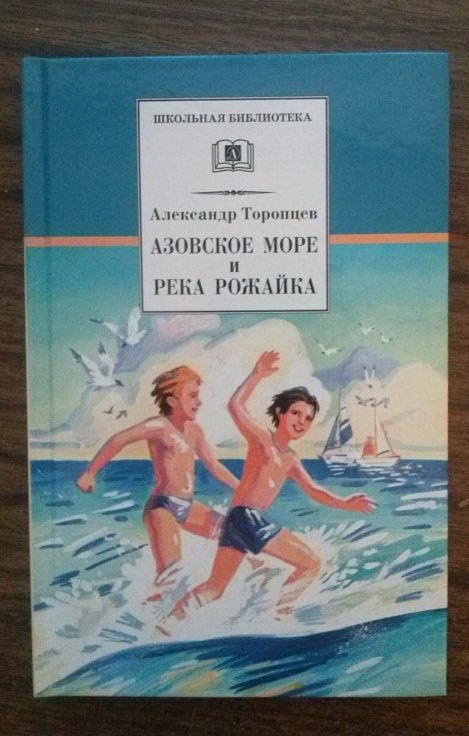 ШКОЛЬНАЯ БИБЛИОТЕКА
Александр Торопцев
АЗОВСКОЕ МОРЕ
и
РЕКА РОЖАЙКА